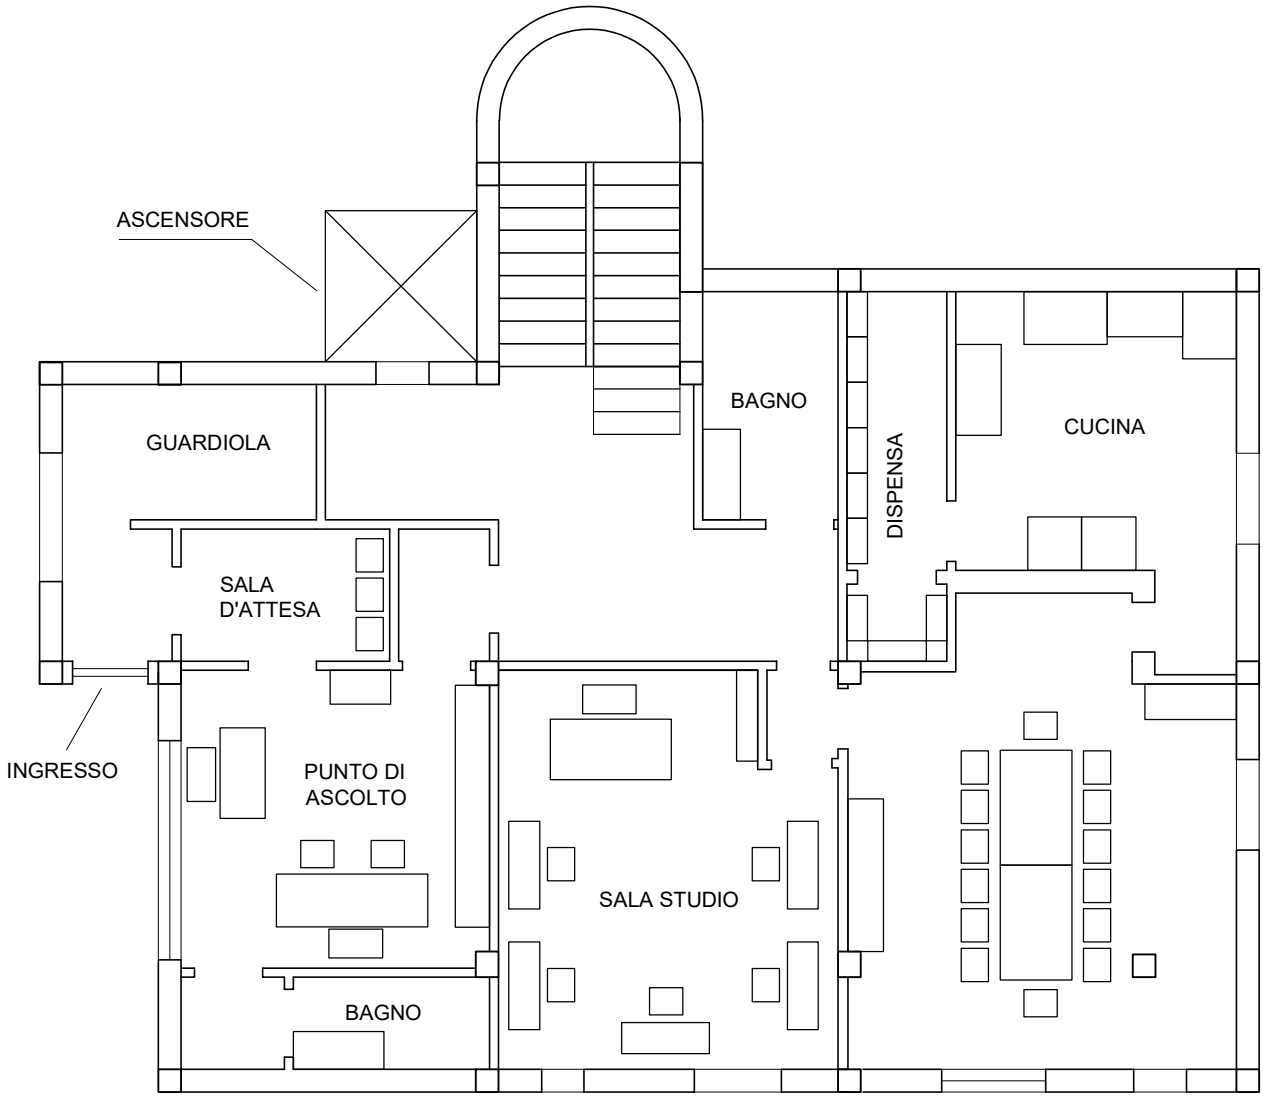 ASCENSORE
BAGNO
CUCINA
GUARDIOLA
DISPENSA
SALA
D'ATTESA
INGRESSO
PUNTO DI
ASCOLTO
SALA STUDIO
BAGNO